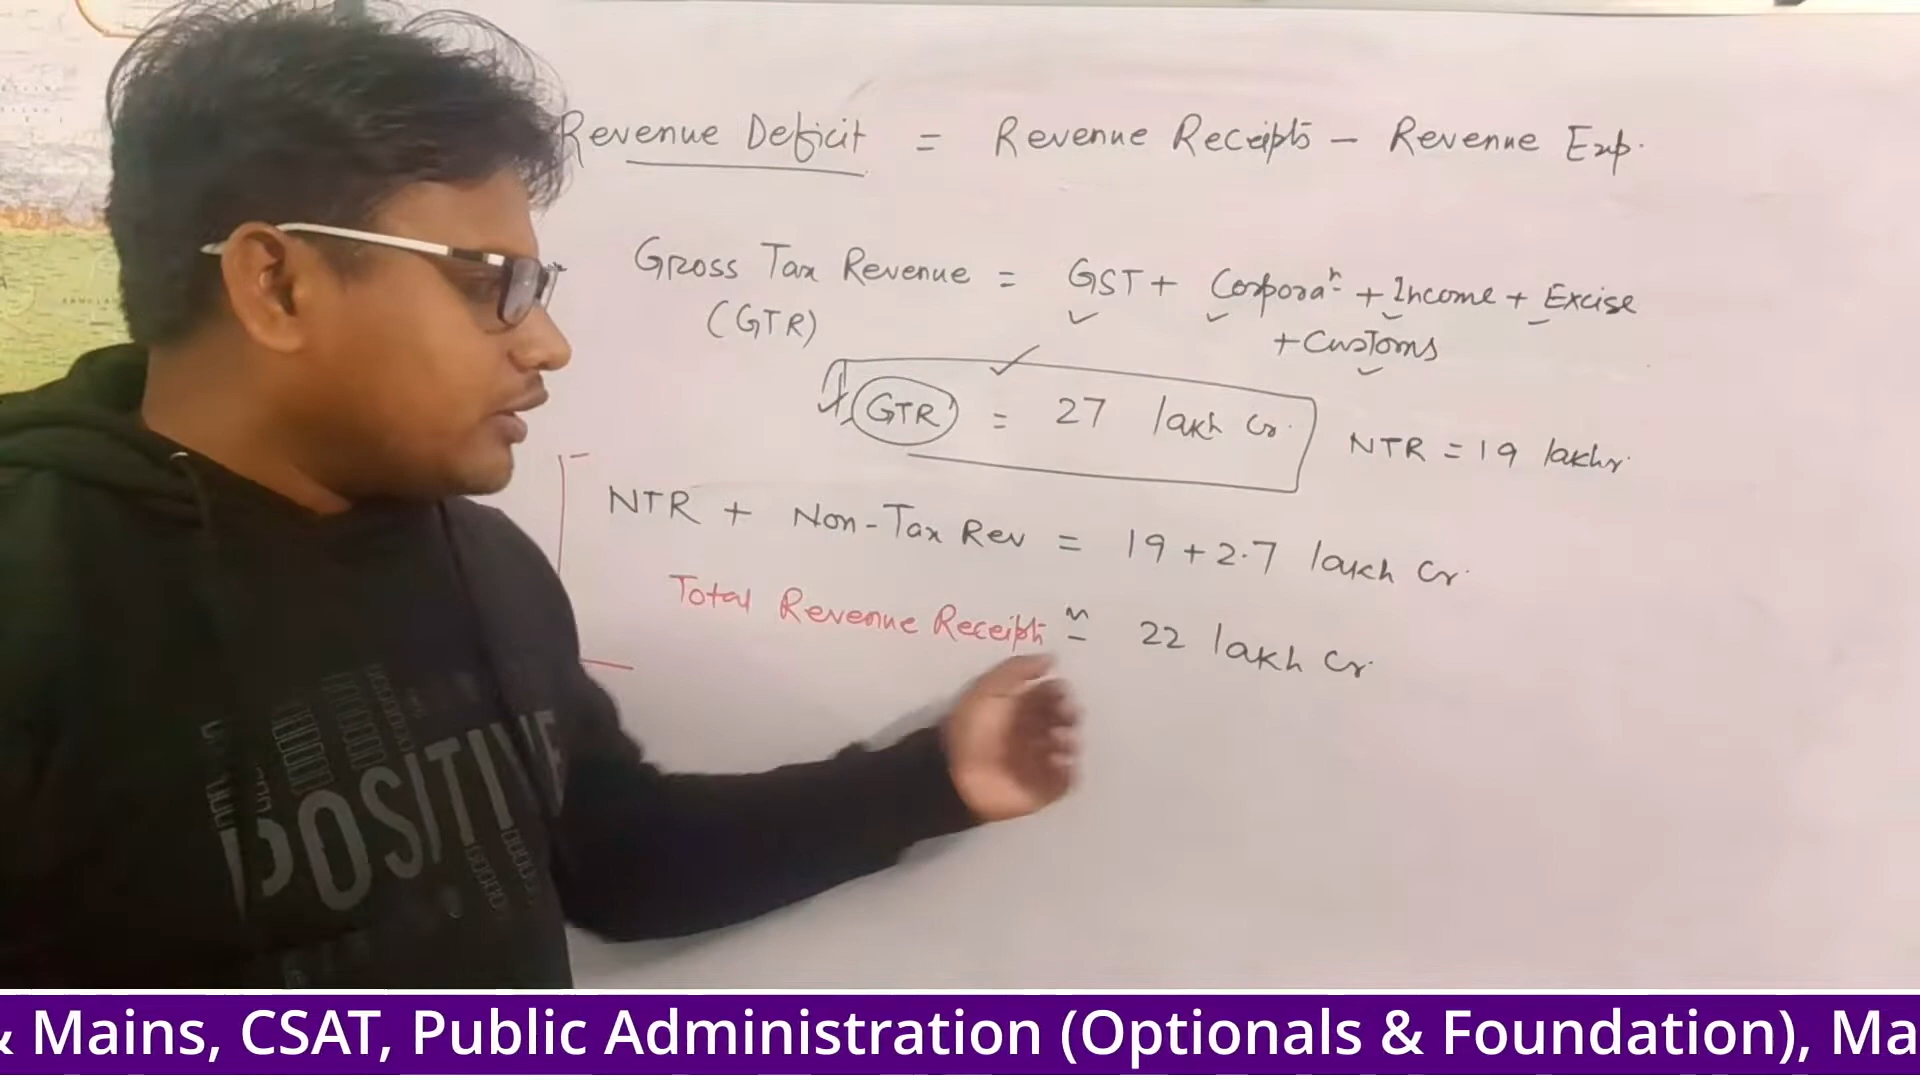 Revenue Deficit = Revenue Receipts - Revenue Exp.
Gross Tax Revenue = GST + Corporaⁿ + Income + Excise
(GTR)
+ Customs
GTR = 27 lakh Cr.
NTR = 19 lakhs.
NTR + Non-Tax Rev = 19 + 2.7 lakh Cr.
Total Revenue Receipts ≃ 22 lakh Cr.
POSITIVE
& Mains, CSAT, Public Administration (Optionals & Foundation), Ma